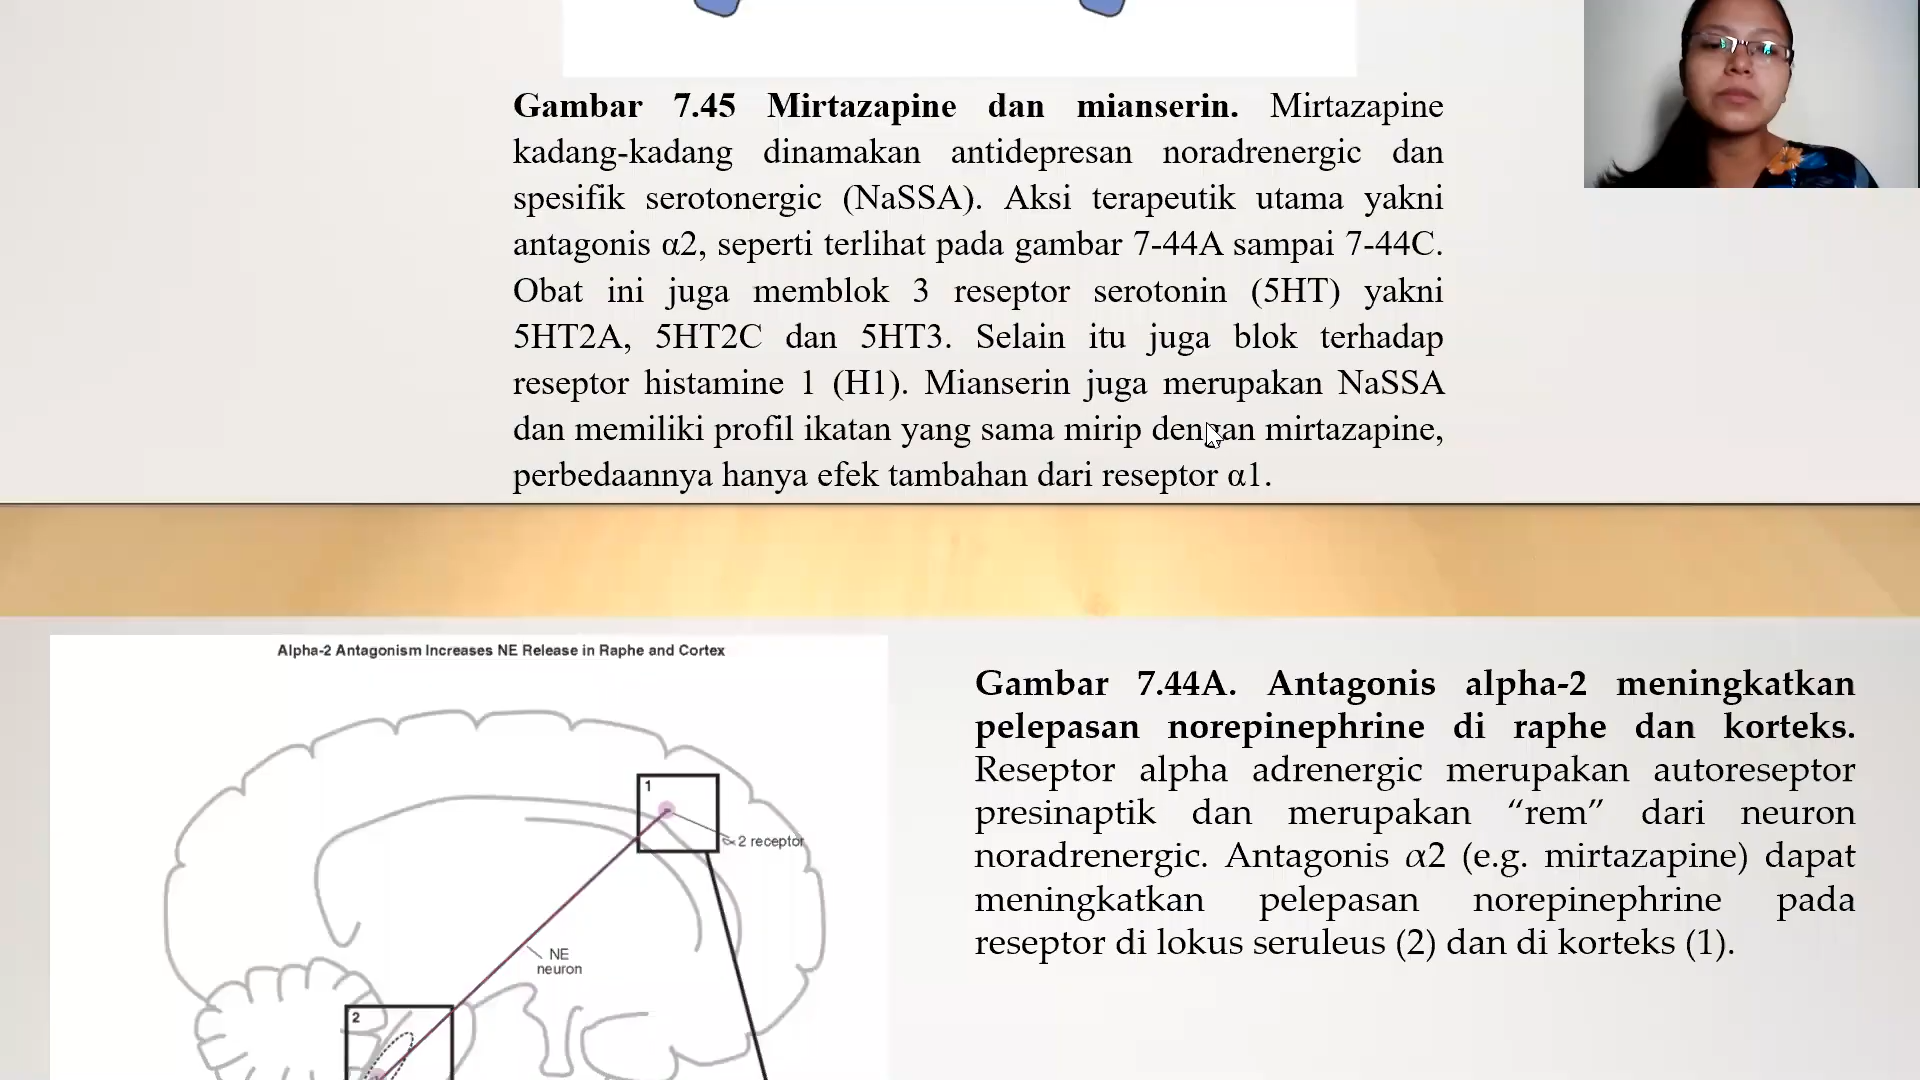 Gambar 7.45 Mirtazapine dan mianserin. Mirtazapine
kadang-kadang dinamakan antidepresan noradrenergic dan
spesifik serotonergic (NaSSA). Aksi terapeutik utama yakni
antagonis α2, seperti terlihat pada gambar 7-44A sampai 7-44C.
Obat ini juga memblok 3 reseptor serotonin (5HT) yakni
5HT2A, 5HT2C dan 5HT3. Selain itu juga blok terhadap
reseptor histamine 1 (H1). Mianserin juga merupakan NaSSA
dan memiliki profil ikatan yang sama mirip dengan mirtazapine,
perbedaannya hanya efek tambahan dari reseptor α1.
Alpha-2 Antagonism Increases NE Release in Raphe and Cortex
1
α-2 receptor
NE
neuron
2
Gambar 7.44A. Antagonis alpha-2 meningkatkan
pelepasan norepinephrine di raphe dan korteks.
Reseptor alpha adrenergic merupakan autoreseptor
presinaptik dan merupakan “rem” dari neuron
noradrenergic. Antagonis α2 (e.g. mirtazapine) dapat
meningkatkan pelepasan norepinephrine pada
reseptor di lokus seruleus (2) dan di korteks (1).